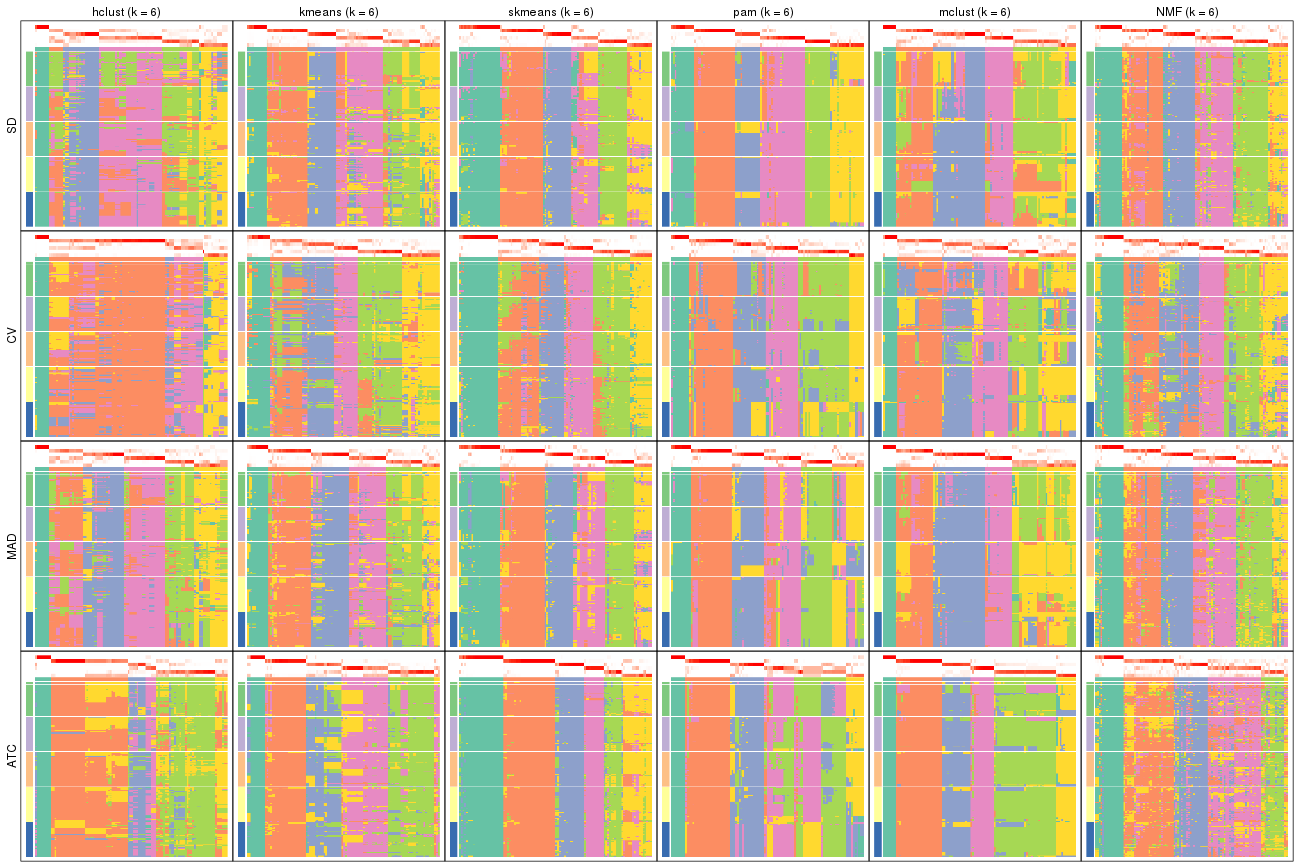 hclust (k = 6) kmeans (k = 6) skmeans (k = 6) pam (k = 6) mclust (k = 6) NMF (k = 6)
SD
CV
MAD
ATC